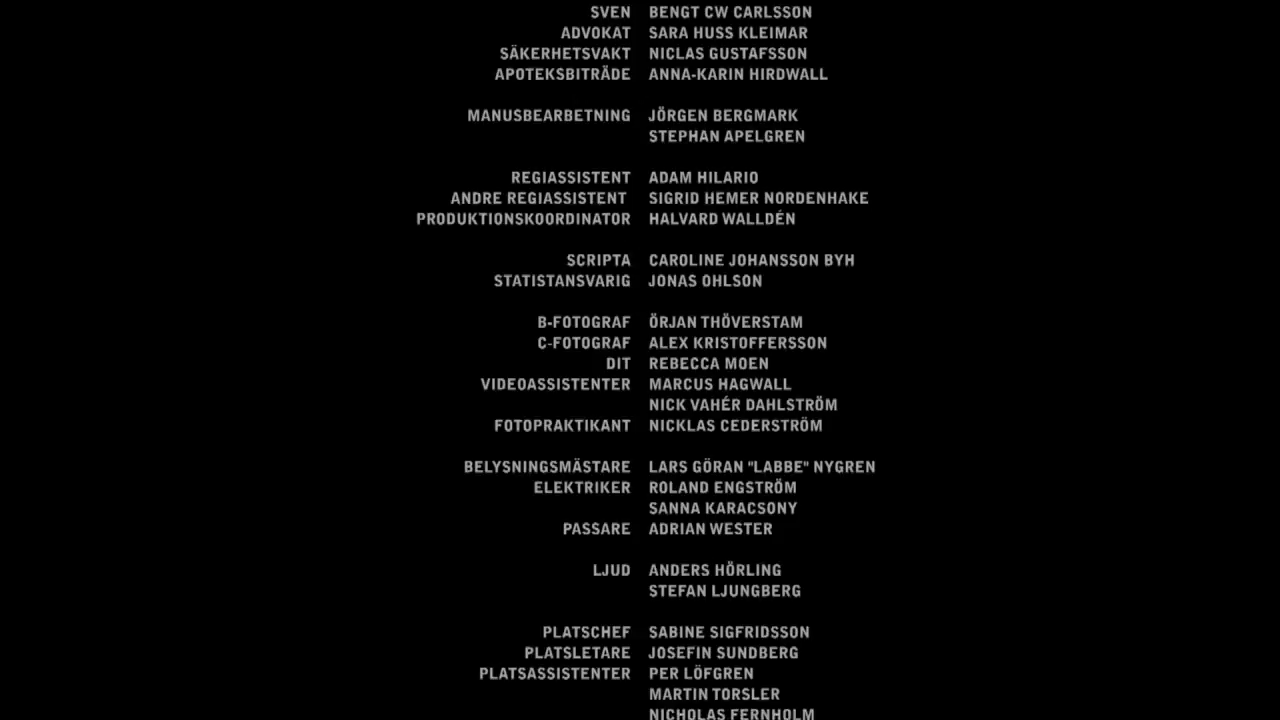 SVEN BENGT CW CARLSSON
ADVOKAT SARA HUSS KLEIMAR
SÄKERHETSVAKT NICLAS GUSTAFSSON
APOTEKSBITRÄDE ANNA-KARIN HIRDWALL
MANUSBEARBETNING JÖRGEN BERGMARK
STEPHAN APELGREN
REGIASSISTENT ADAM HILARIO
ANDRE REGIASSISTENT SIGRID HEMER NORDENHAKE
PRODUKTIONSKOORDINATOR HALVARD WALLDÉN
SCRIPTA CAROLINE JOHANSSON BYH
STATISTANSVARIG JONAS OHLSON
B-FOTOGRAF ÖRJAN THÖVERSTAM
C-FOTOGRAF ALEX KRISTOFFERSSON
DIT REBECCA MOEN
VIDEOASSISTENTER MARCUS HAGWALL
NICK VAHÉR DAHLSTRÖM
FOTOPRAKTIKANT NICKLAS CEDERSTRÖM
BELYSNINGSMÄSTARE LARS GÖRAN "LABBE" NYGREN
ELEKTRIKER ROLAND ENGSTRÖM
SANNA KARACSONY
PASSARE ADRIAN WESTER
LJUD ANDERS HÖRLING
STEFAN LJUNGBERG
PLATSCHEF SABINE SIGFRIDSSON
PLATSLETARE JOSEFIN SUNDBERG
PLATSASSISTENTER PER LÖFGREN
MARTIN TORSLER
NICHOLAS FERNHOLM